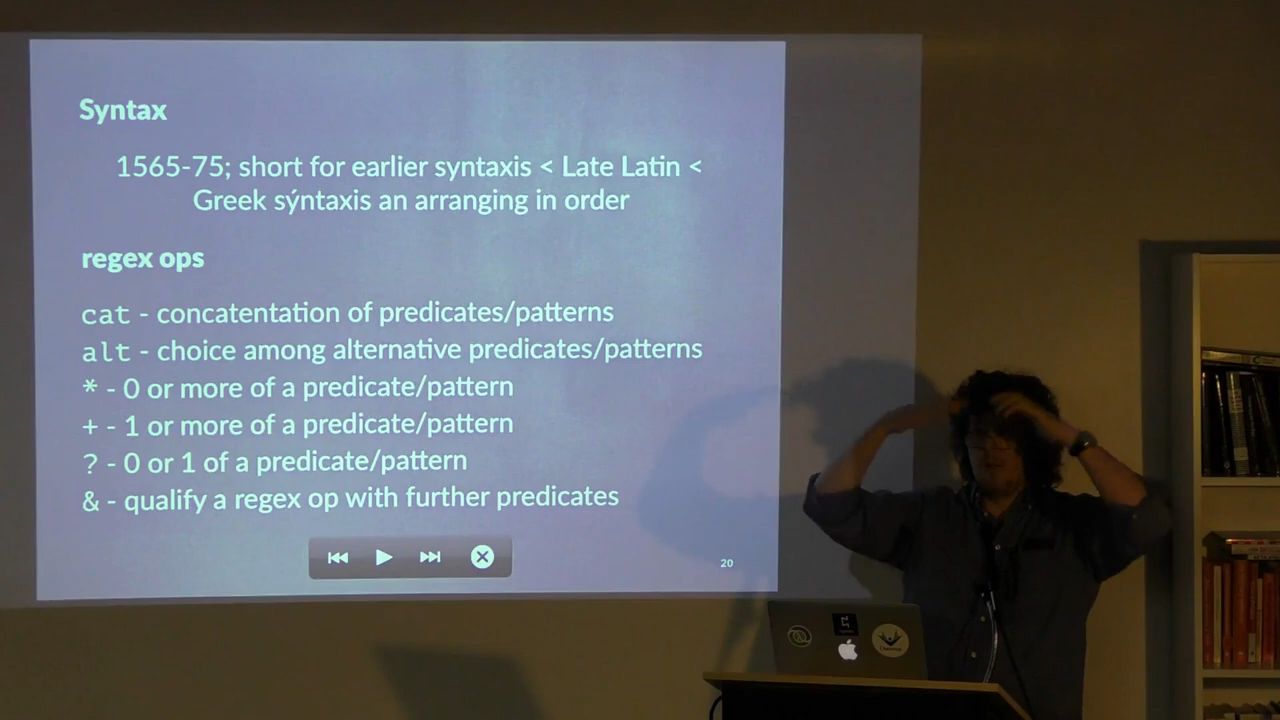 Syntax
1565-75; short for earlier syntaxis < Late Latin <
Greek sýntaxis an arranging in order
regex ops
cat - concatentation of predicates/patterns
alt - choice among alternative predicates/patterns
* - 0 or more of a predicate/pattern
+ - 1 or more of a predicate/pattern
? - 0 or 1 of a predicate/pattern
& - qualify a regex op with further predicates
20